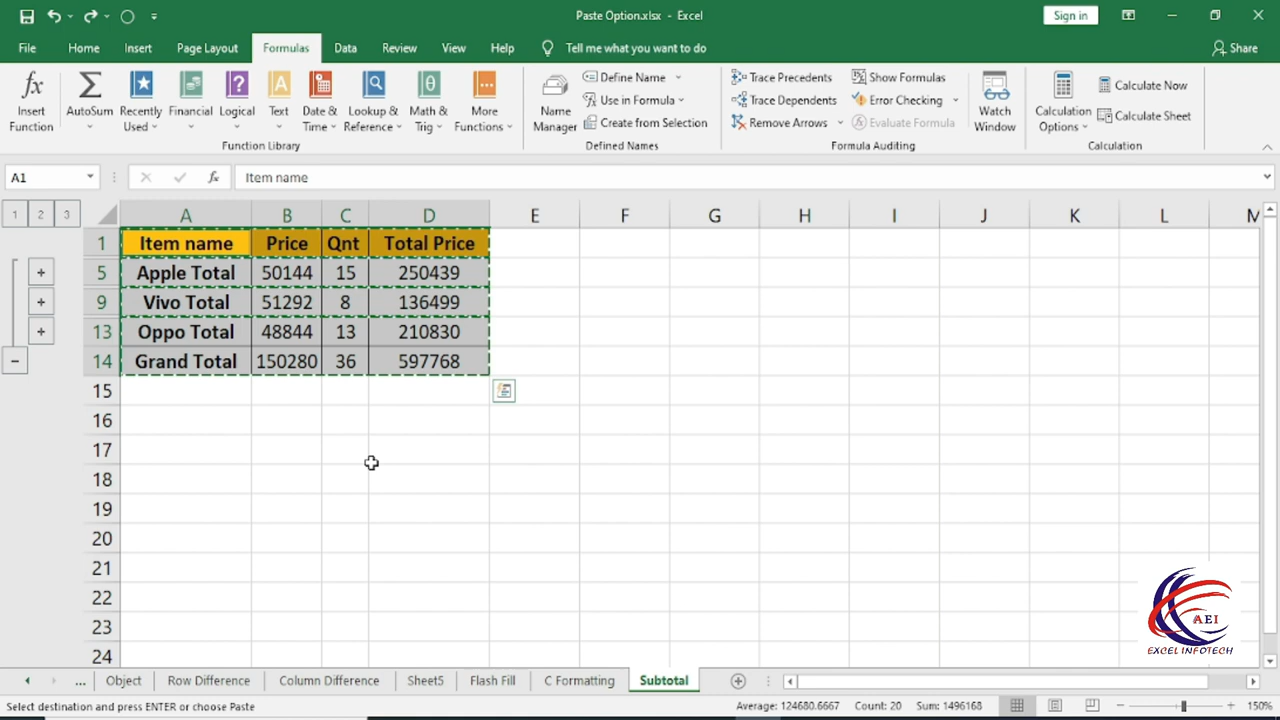 Paste Option.xlsx - Excel
Sign in
File Home Insert Page Layout Formulas Data Review View Help Tell me what you want to do Share
Insert Function
AutoSum
Recently Used
Financial
Logical
Text
Date & Time
Lookup & Reference
Math & Trig
More Functions
Function Library
Name Manager
Define Name
Use in Formula
Create from Selection
Defined Names
Trace Precedents
Trace Dependents
Remove Arrows
Show Formulas
Error Checking
Evaluate Formula
Formula Auditing
Watch Window
Calculation Options
Calculate Now
Calculate Sheet
Calculation
A1 fx Item name
1 2 3 A B C D E F G H I J K L M
1 Item name Price Qnt Total Price
5 Apple Total 50144 15 250439
9 Vivo Total 51292 8 136499
13 Oppo Total 48844 13 210830
14 Grand Total 150280 36 597768
15
16
17
18
19
20
21
22
23
24
AEI
EXCEL INFOTECH
... Object Row Difference Column Difference Sheet5 Flash Fill C Formatting Subtotal
Select destination and press ENTER or choose Paste Average: 124680.6667 Count: 20 Sum: 1496168 150%